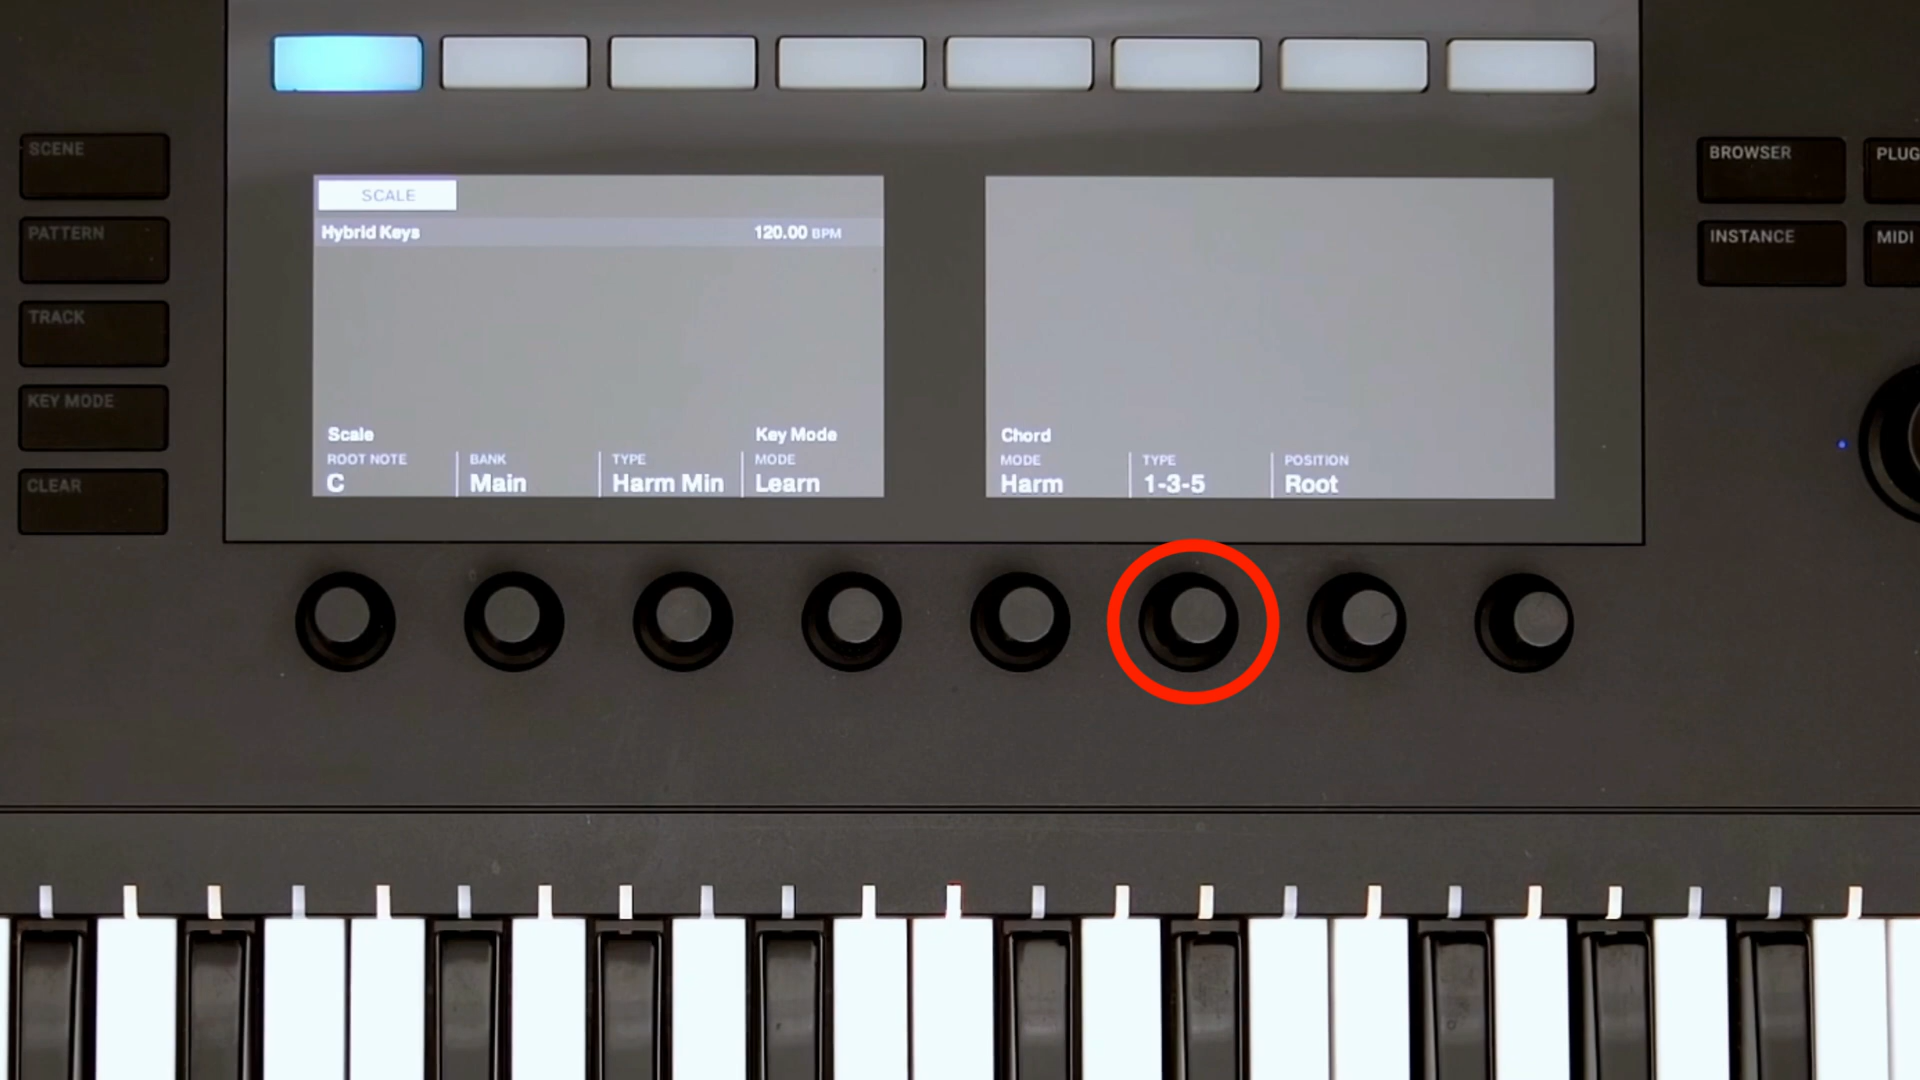 SCENE
PATTERN
TRACK
KEY MODE
CLEAR
SCALE
Hybrid Keys 120.00 BPM
Scale Key Mode
ROOT NOTE BANK TYPE MODE
C Main Harm Min Learn
Chord
MODE TYPE POSITION
Harm 1-3-5 Root
BROWSER PLUG
INSTANCE MIDI